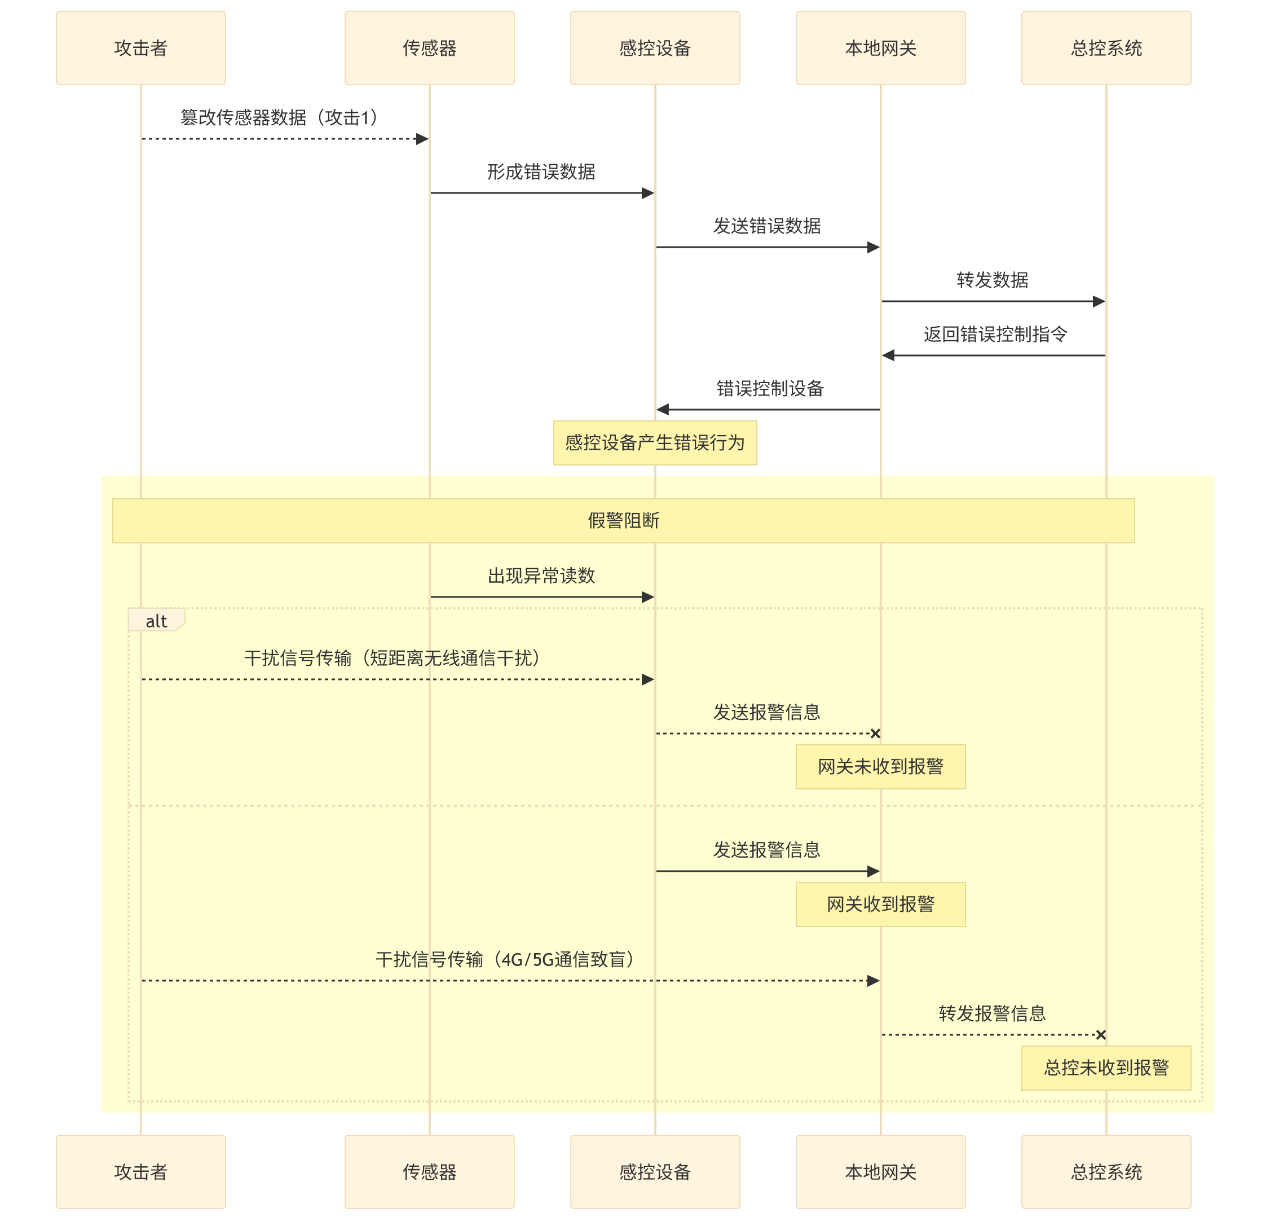 攻击者
传感器
感控设备
本地网关
总控系统
篡改传感器数据（攻击1）
形成错误数据
发送错误数据
转发数据
返回错误控制指令
错误控制设备
感控设备产生错误行为
假警阻断
出现异常读数
alt
干扰信号传输（短距离无线通信干扰）
发送报警信息
网关未收到报警
发送报警信息
网关收到报警
干扰信号传输（4G/5G通信致盲）
转发报警信息
总控未收到报警
攻击者
传感器
感控设备
本地网关
总控系统